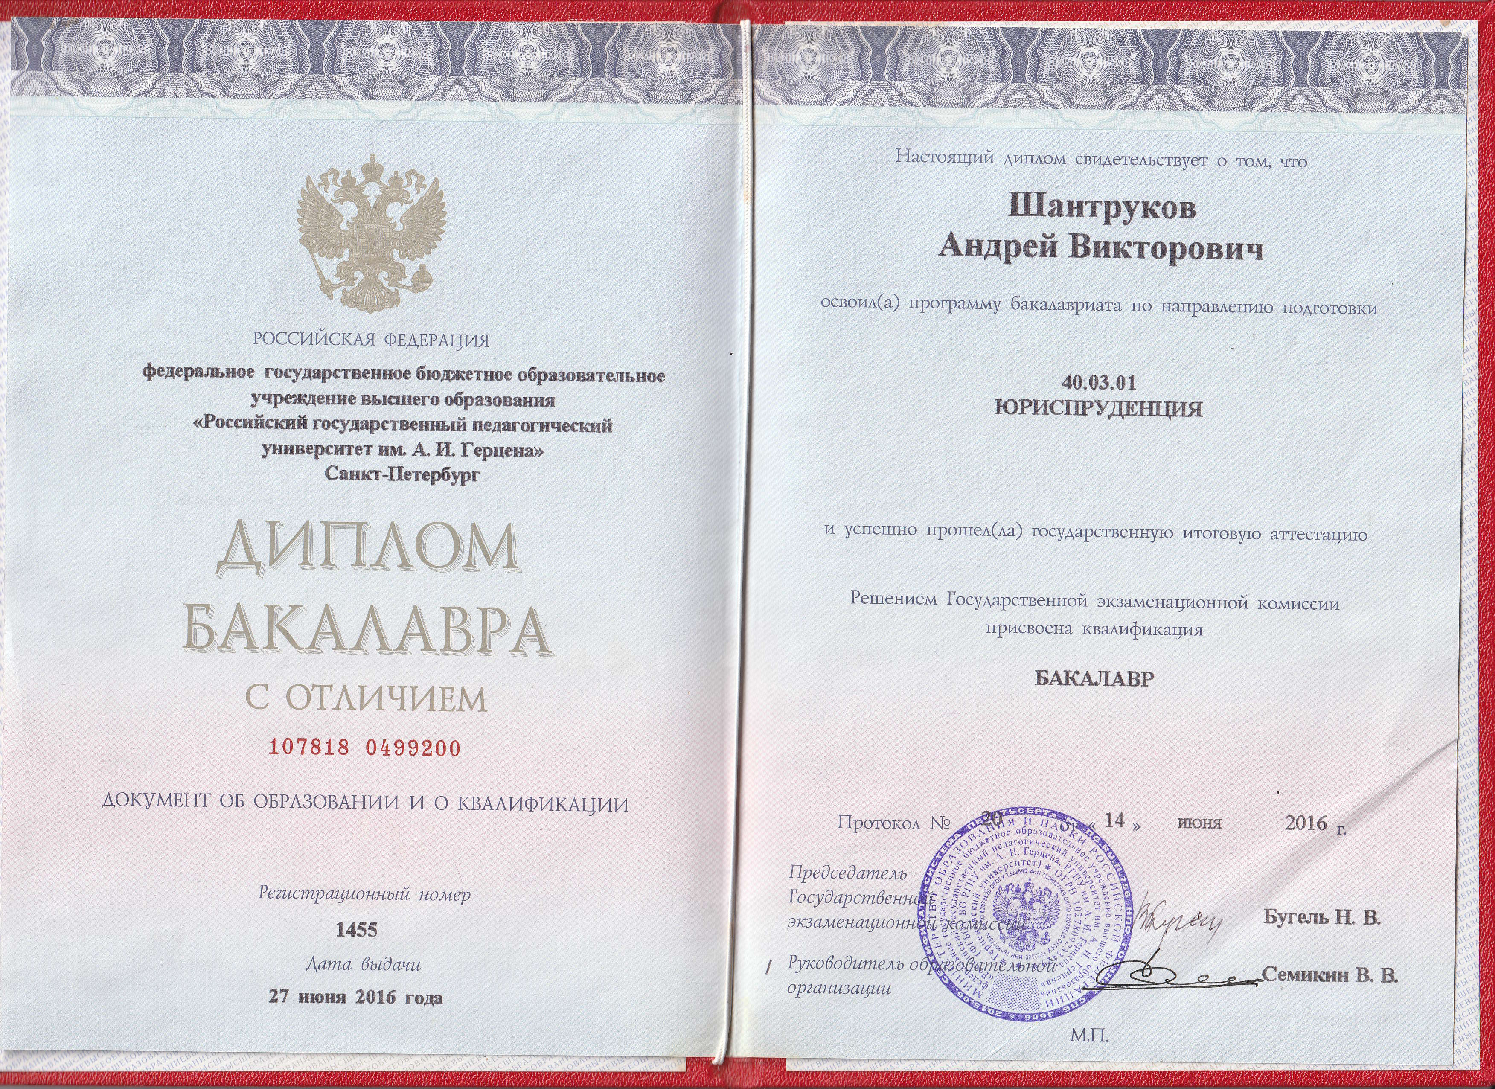 РОССИЙСКАЯ ФЕДЕРАЦИЯ
федеральное государственное бюджетное образовательное
учреждение высшего образования
«Российский государственный педагогический
университет им. А. И. Герцена»
Санкт-Петербург
ДИПЛОМ
БАКАЛАВРА
С ОТЛИЧИЕМ
107818 0499200
ДОКУМЕНТ ОБ ОБРАЗОВАНИИ И О КВАЛИФИКАЦИИ
Регистрационный номер
1455
Дата выдачи
27 июня 2016 года
Настоящий диплом свидетельствует о том, что
Шантруков
Андрей Викторович
освоил(а) программу бакалавриата по направлению подготовки
40.03.01
ЮРИСПРУДЕНЦИЯ
и успешно прошел(ла) государственную итоговую аттестацию
Решением Государственной экзаменационной комиссии
присвоена квалификация
БАКАЛАВР
Протокол № 20 от « 14 » июня 2016 г.
Председатель
Государственной
экзаменационной комиссии
Бугель Н. В.
Руководитель образовательной
организации
Семикин В. В.
М.П.